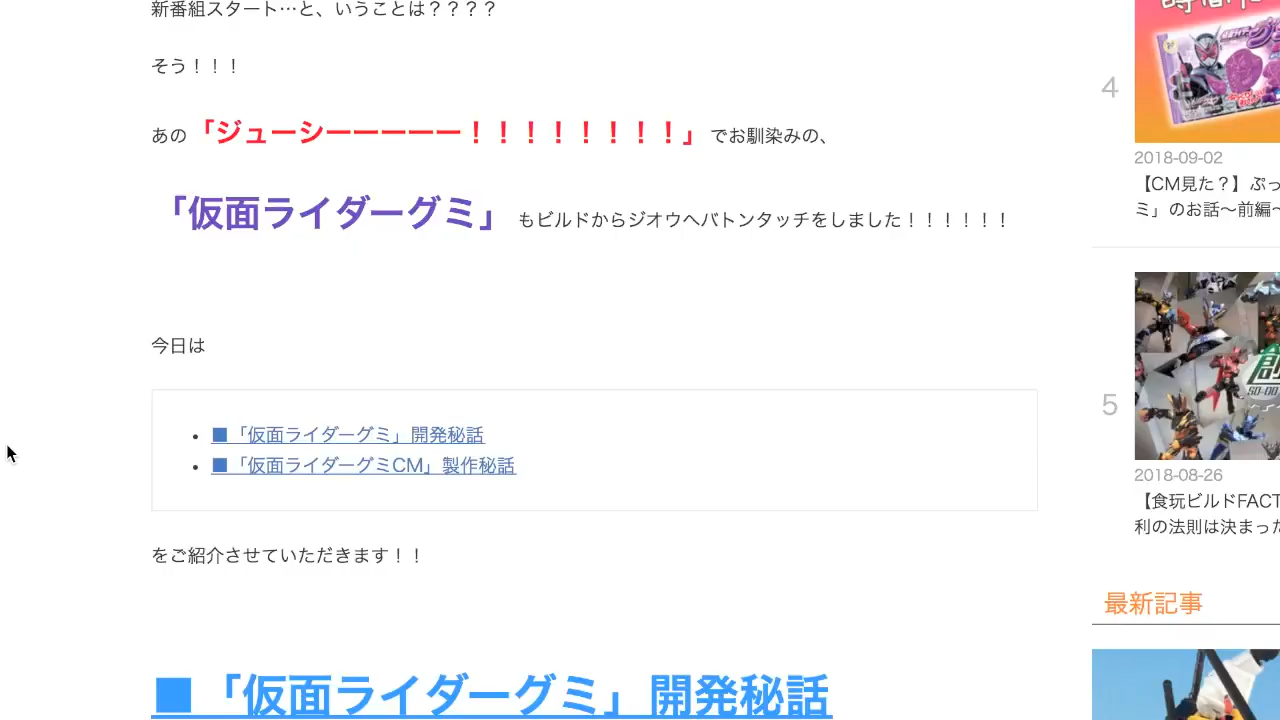 新番組スタート…と、いうことは？？？？
そう！！！
あの「ジューシーーーーー！！！！！！！！」でお馴染みの、
「仮面ライダーグミ」 もビルドからジオウへバトンタッチをしました！！！！！！
今日は
• ■「仮面ライダーグミ」開発秘話
• ■「仮面ライダーグミCM」製作秘話
をご紹介させていただきます！！
■「仮面ライダーグミ」開発秘話
4
2018-09-02
【CM見た？】ぷっ
ミ」のお話～前編～
5
創
SO-DO
2018-08-26
【食玩ビルドFACT
利の法則は決まった
最新記事